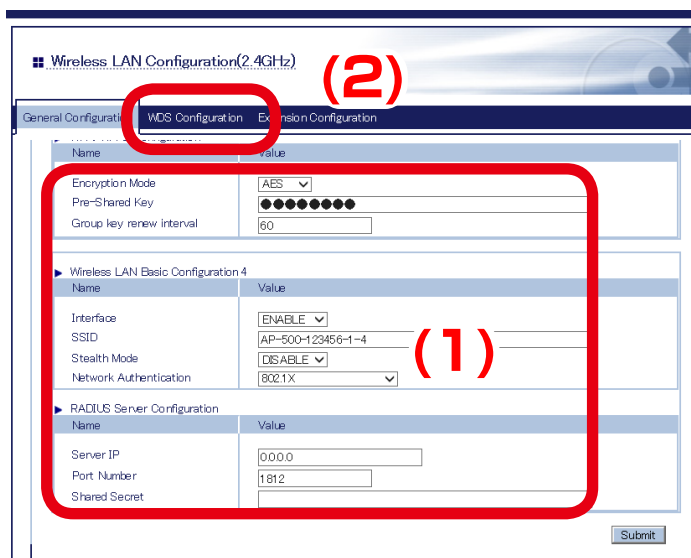 Wireless LAN Configuration(2.4GHz)
(2)
General Configuration WDS Configuration Extension Configuration
Name Value
Encryption Mode AES
Pre-Shared Key ●●●●●●●●
Group key renew interval 60
Wireless LAN Basic Configuration 4
Name Value
Interface ENABLE
SSID AP-500-123456-1-4
(1)
Stealth Mode DISABLE
Network Authentication 802.1X
RADIUS Server Configuration
Name Value
Server IP 0.0.0.0
Port Number 1812
Shared Secret
Submit